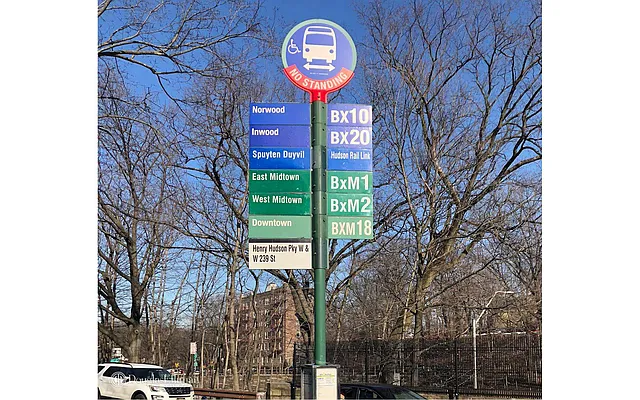 NO STANDING
Norwood BX10
Inwood BX20
Spuyten Duyvil Hudson Rail Link
East Midtown BxM1
West Midtown BxM2
Downtown BXM18
Henry Hudson Pky W &
W 239 St